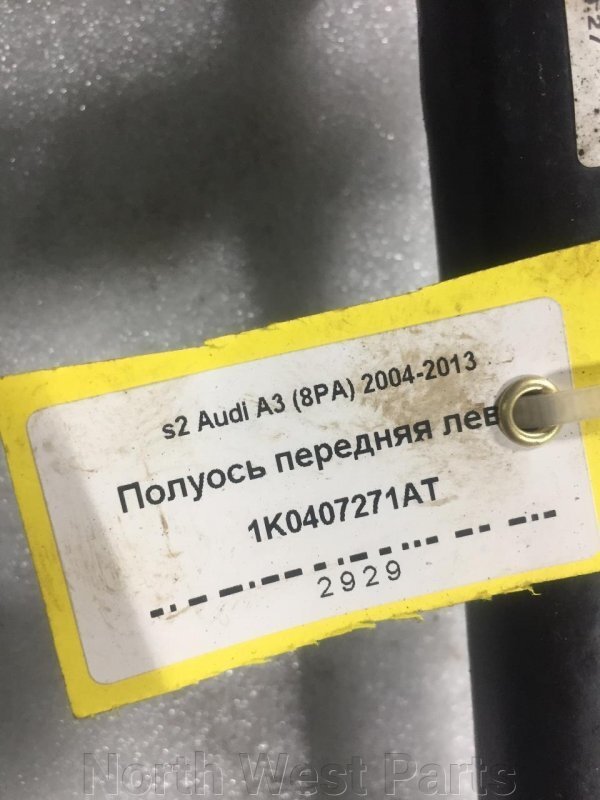 s2 Audi A3 (8PA) 2004-2013
Полуось передняя лев
1K0407271AT
2929
North West Parts